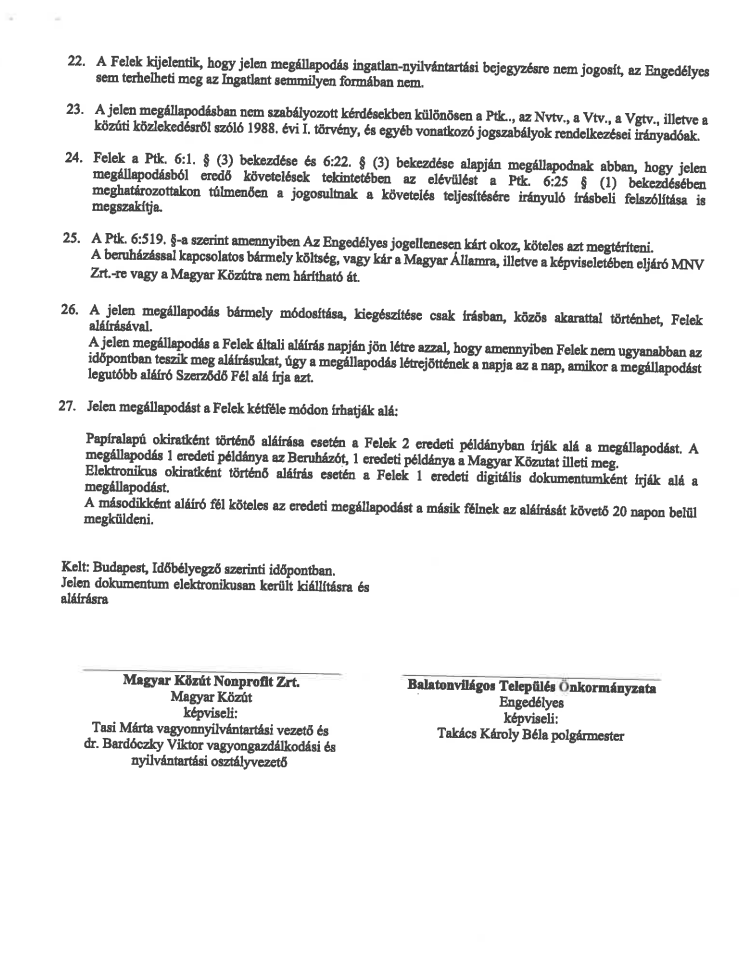 22. A Felek kijelentik, hogy jelen megállapodás ingatlan-nyilvántartási bejegyzésre nem jogosít, az Engedélyes
sem terhelheti meg az Ingatlant semmilyen formában nem.
23. A jelen megállapodásban nem szabályozott kérdésekben különösen a Ptk.., az Nvtv., a Vtv., a Vgtv., illetve a
közúti közlekedésről szóló 1988. évi I. törvény, és egyéb vonatkozó jogszabályok rendelkezései irányadóak.
24. Felek a Ptk. 6:1. § (3) bekezdése és 6:22. § (3) bekezdése alapján megállapodnak abban, hogy jelen
megállapodásból eredő követelések tekintetében az elévülést a Ptk. 6:25 § (1) bekezdésében
meghatározottakon túlmenően a jogosultnak a követelés teljesítésére irányuló írásbeli felszólítása is
megszakítja.
25. A Ptk. 6:519. §-a szerint amennyiben Az Engedélyes jogellenesen kárt okoz, köteles azt megtéríteni.
A beruházással kapcsolatos bármely költség, vagy kár a Magyar Államra, illetve a képviseletében eljáró MNV
Zrt.-re vagy a Magyar Közútra nem hárítható át.
26. A jelen megállapodás bármely módosítása, kiegészítése csak írásban, közös akarattal történhet, Felek
aláírásával.
A jelen megállapodás a Felek általi aláírás napján jön létre azzal, hogy amennyiben Felek nem ugyanabban az
időpontban teszik meg aláírásukat, úgy a megállapodás létrejöttének a napja az a nap, amikor a megállapodást
legutóbb aláíró Szerződő Fél alá írja azt.
27. Jelen megállapodást a Felek kétféle módon írhatják alá:
Papíralapú okiratként történő aláírása esetén a Felek 2 eredeti példányban írják alá a megállapodást. A
megállapodás 1 eredeti példánya az Beruházót, 1 eredeti példánya a Magyar Közutat illeti meg.
Elektronikus okiratként történő aláírás esetén a Felek 1 eredeti digitális dokumentumként írják alá a
megállapodást.
A másodikként aláíró fél köteles az eredeti megállapodást a másik félnek az aláírását követő 20 napon belül
megküldeni.
Kelt: Budapest, Időbélyegző szerinti időpontban.
Jelen dokumentum elektronikusan került kiállításra és
aláírásra
Magyar Közút Nonprofit Zrt.
Magyar Közút
képviseli:
Tasi Márta vagyonnyilvántartási vezető és
dr. Bardóczky Viktor vagyongazdálkodási és
nyilvántartási osztályvezető
Balatonvilágos Település Önkormányzata
Engedélyes
képviseli:
Takács Károly Béla polgármester